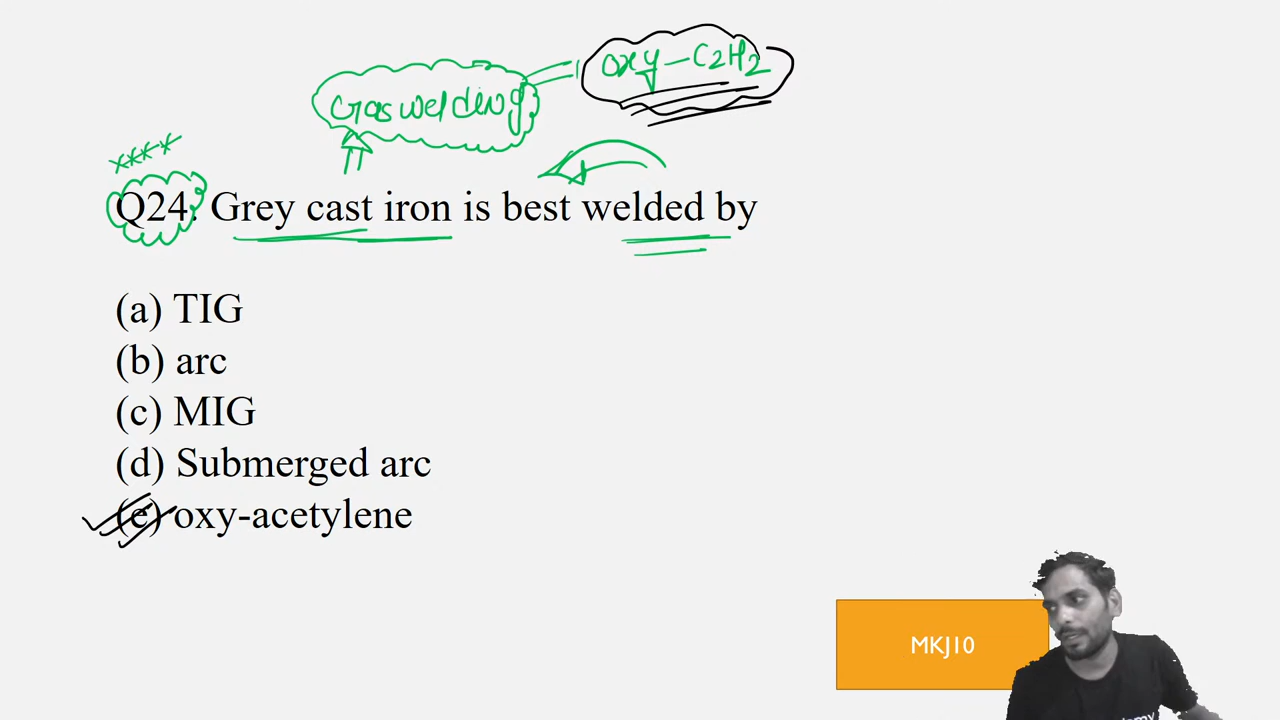 oxy-C2H2
Gas welding
xxxx
Q24. Grey cast iron is best welded by
(a) TIG
(b) arc
(c) MIG
(d) Submerged arc
(e) oxy-acetylene
MKJ10